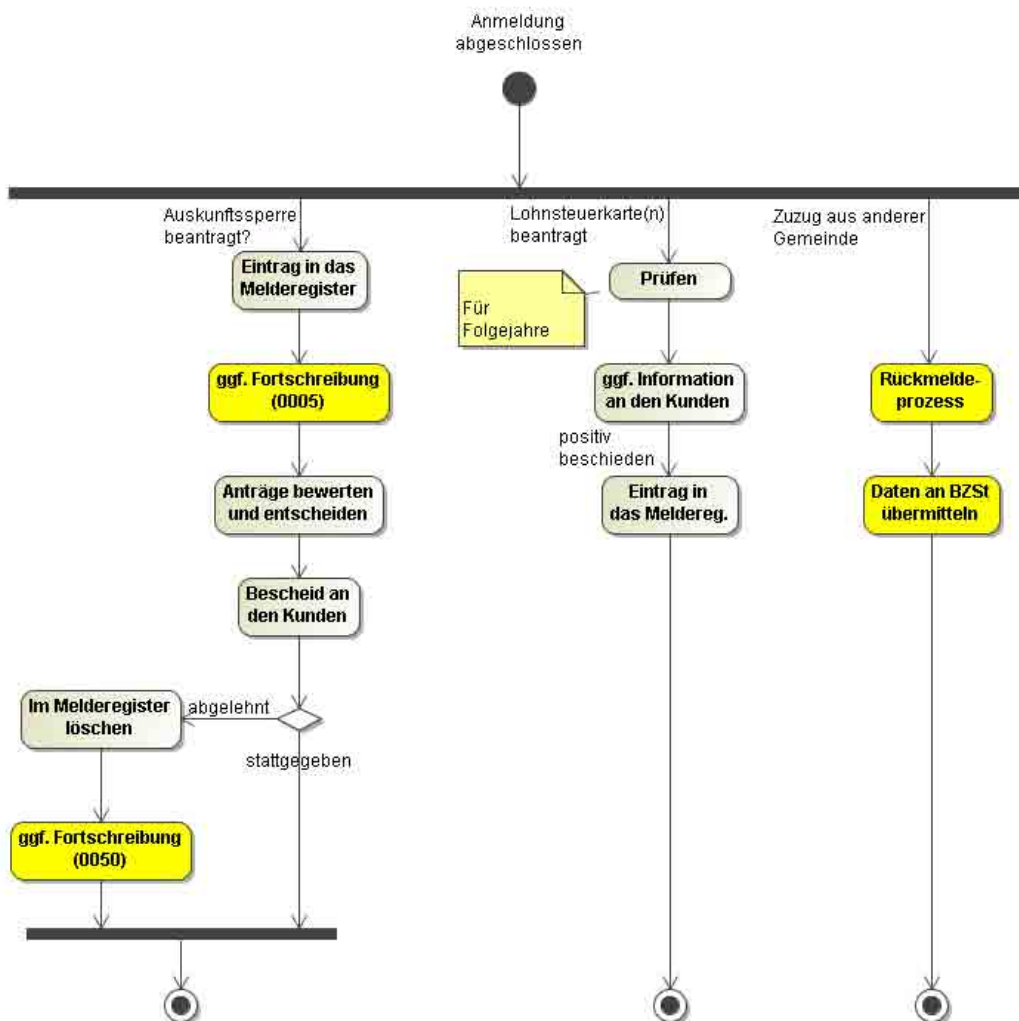 Anmeldung
abgeschlossen
Auskunftssperre
beantragt?
Eintrag in das
Melderegister
ggf. Fortschreibung
(0005)
Anträge bewerten
und entscheiden
Bescheid an
den Kunden
abgelehnt
Im Melderegister
löschen
stattgegeben
ggf. Fortschreibung
(0050)
Lohnsteuerkarte(n)
beantragt
Prüfen
Für
Folgejahre
ggf. Information
an den Kunden
positiv
beschieden
Eintrag in
das Meldereg.
Zuzug aus anderer
Gemeinde
Rückmelde-
prozess
Daten an BZSt
übermitteln